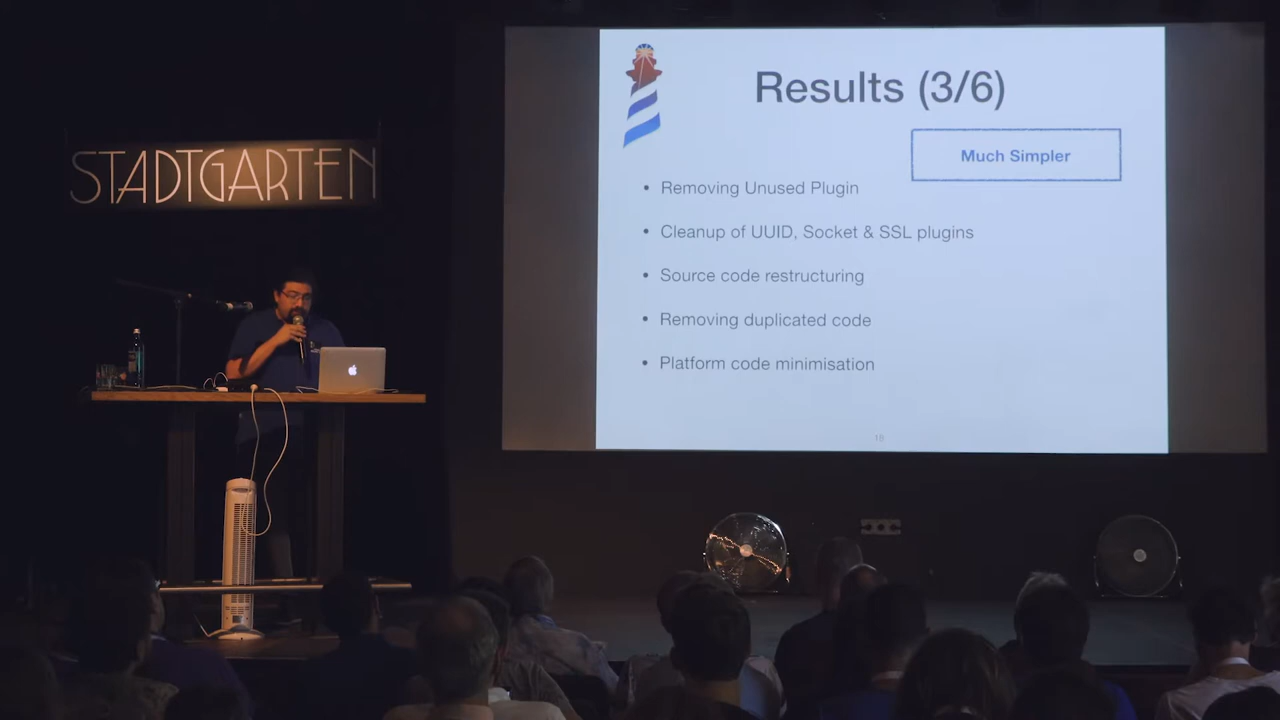 STADTGARTEN
Results (3/6)
Much Simpler
• Removing Unused Plugin
• Cleanup of UUID, Socket & SSL plugins
• Source code restructuring
• Removing duplicated code
• Platform code minimisation